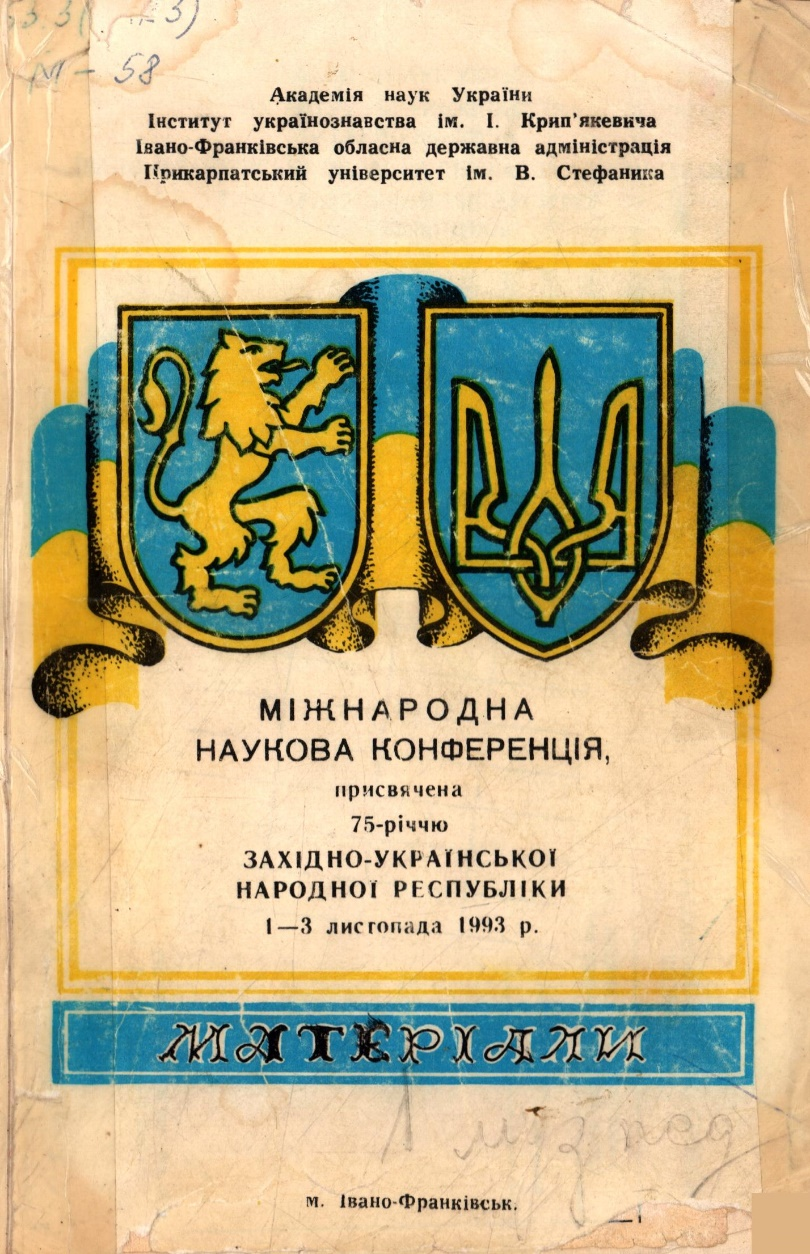 М - 58
Академія наук України
Інститут українознавства ім. І. Крип'якевича
Івано-Франківська обласна державна адміністрація
Прикарпатський університет ім. В. Стефаника
МІЖНАРОДНА
НАУКОВА КОНФЕРЕНЦІЯ,
присвячена
75-річчю
ЗАХІДНО-УКРАЇНСЬКОЇ
НАРОДНОЇ РЕСПУБЛІКИ
1—3 листопада 1993 р.
МАТЕРІАЛИ
м. Івано-Франківськ.